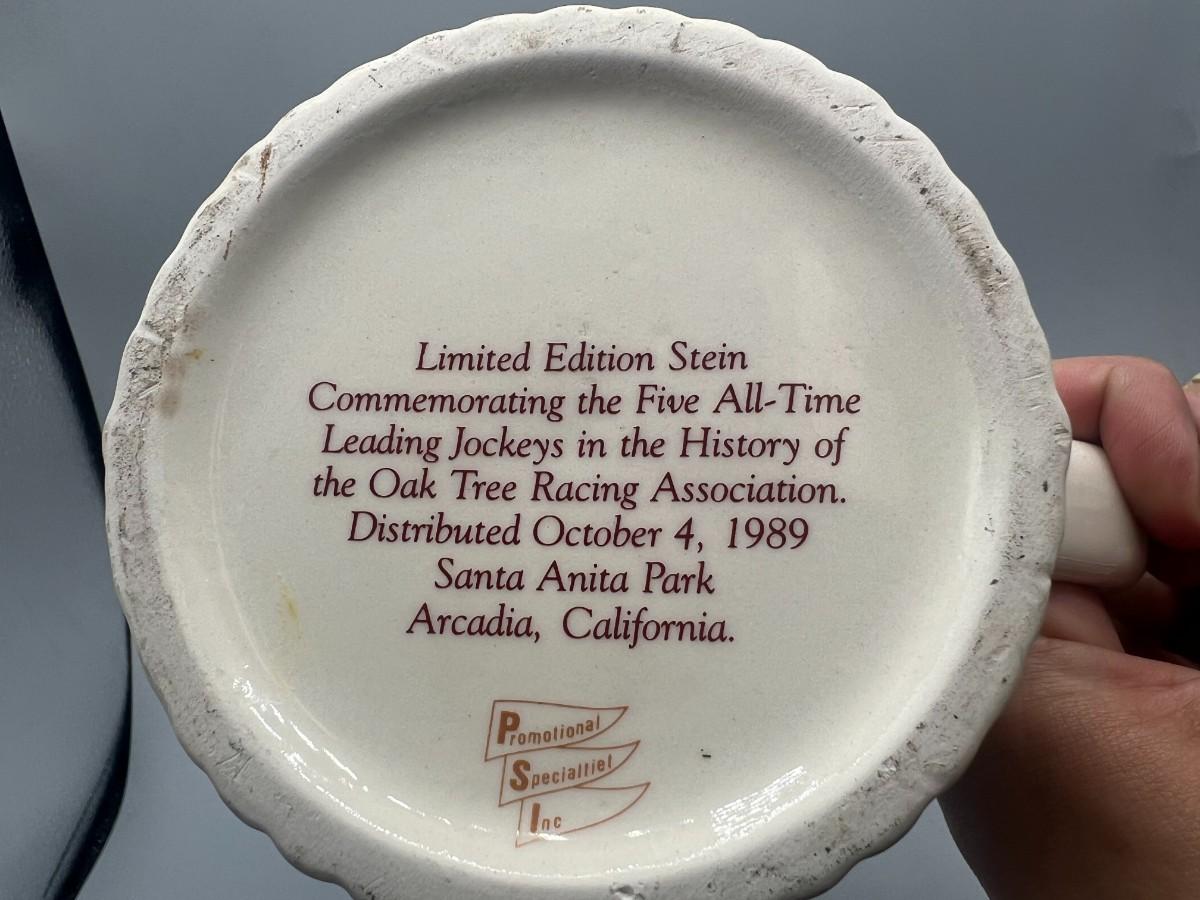 Limited Edition Stein
Commemorating the Five All-Time
Leading Jockeys in the History of
the Oak Tree Racing Association.
Distributed October 4, 1989
Santa Anita Park
Arcadia, California.
Promotional
Specialtiel
Inc